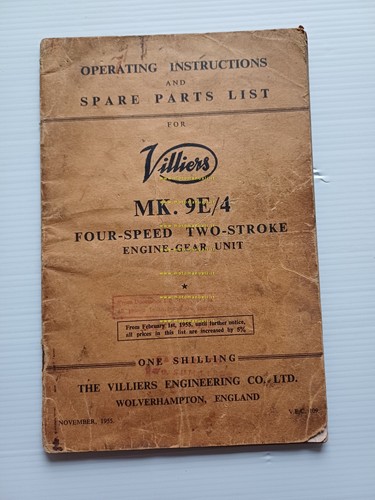 OPERATING INSTRUCTIONS
AND
SPARE PARTS LIST
FOR
Villiers
MK. 9E/4
FOUR-SPEED TWO-STROKE
ENGINE-GEAR UNIT
From February 1st, 1955, until further notice,
all prices in this list are increased by 5%.
ONE SHILLING
THE VILLIERS ENGINEERING CO. LTD.
WOLVERHAMPTON, ENGLAND
NOVEMBER,